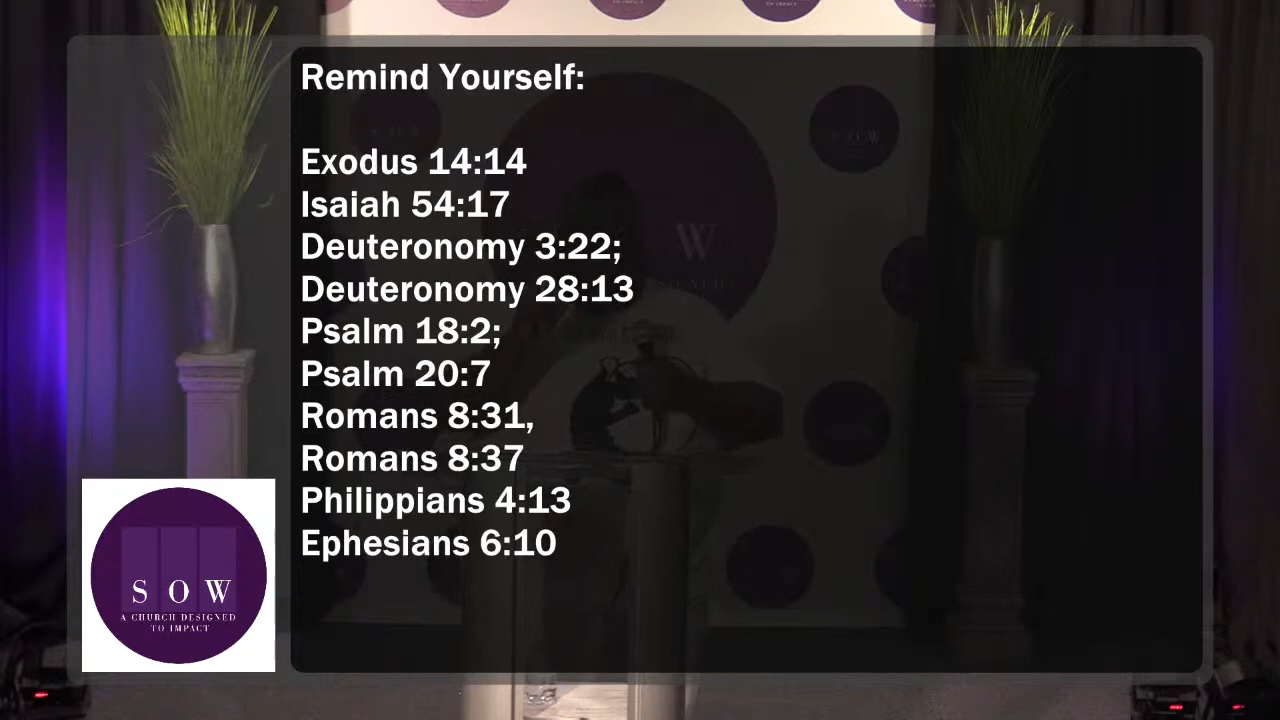 Remind Yourself:
Exodus 14:14
Isaiah 54:17
Deuteronomy 3:22;
Deuteronomy 28:13
Psalm 18:2;
Psalm 20:7
Romans 8:31,
Romans 8:37
Philippians 4:13
Ephesians 6:10
S O W
A CHURCH DESIGNED
TO IMPACT